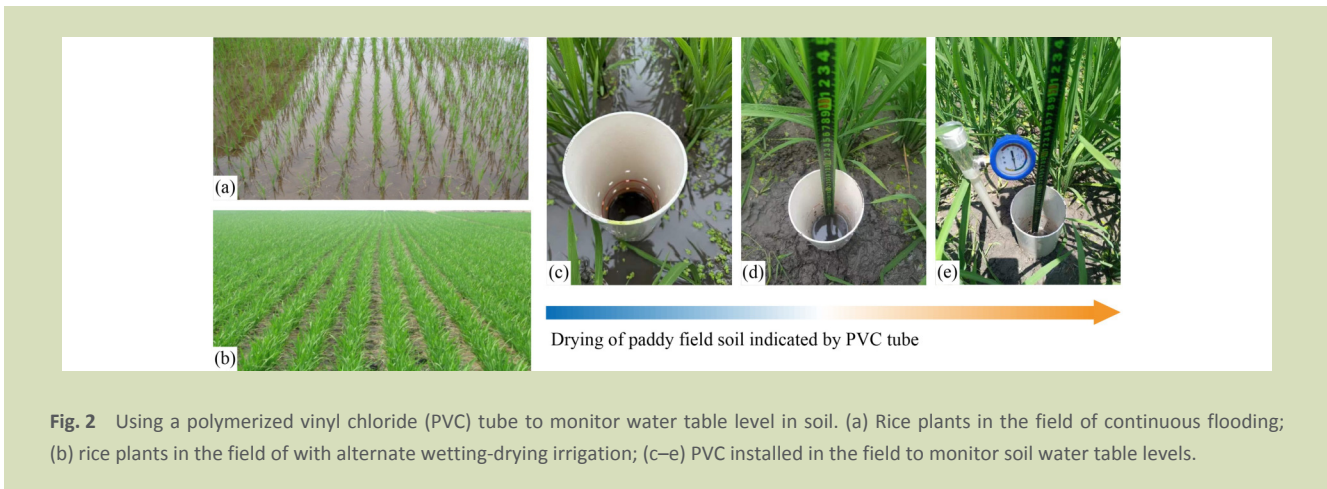 (a)
(b)
(c)
(d)
(e)
Drying of paddy field soil indicated by PVC tube
Fig. 2 Using a polymerized vinyl chloride (PVC) tube to monitor water table level in soil. (a) Rice plants in the field of continuous flooding;
(b) rice plants in the field of with alternate wetting-drying irrigation; (c–e) PVC installed in the field to monitor soil water table levels.